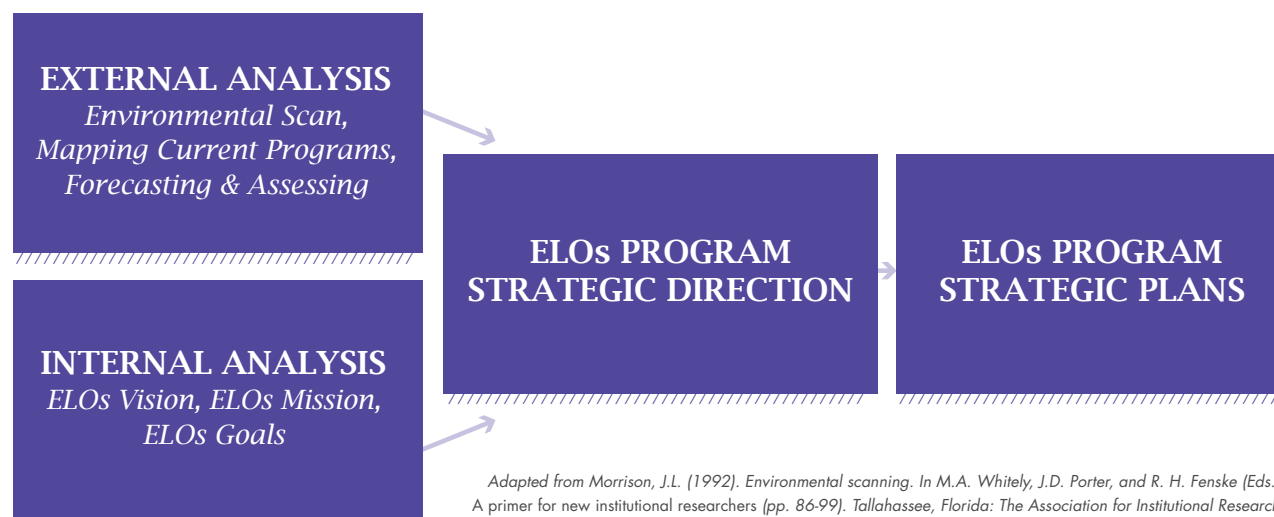 EXTERNAL ANALYSIS
Environmental Scan,
Mapping Current Programs,
Forecasting & Assessing
INTERNAL ANALYSIS
ELOs Vision, ELOs Mission,
ELOs Goals
ELOs PROGRAM
STRATEGIC DIRECTION
ELOs PROGRAM
STRATEGIC PLANS
Adapted from Morrison, J.L. (1992). Environmental scanning. In M.A. Whitely, J.D. Porter, and R. H. Fenske (Eds.
A primer for new institutional researchers (pp. 86-99). Tallahassee, Florida: The Association for Institutional Research